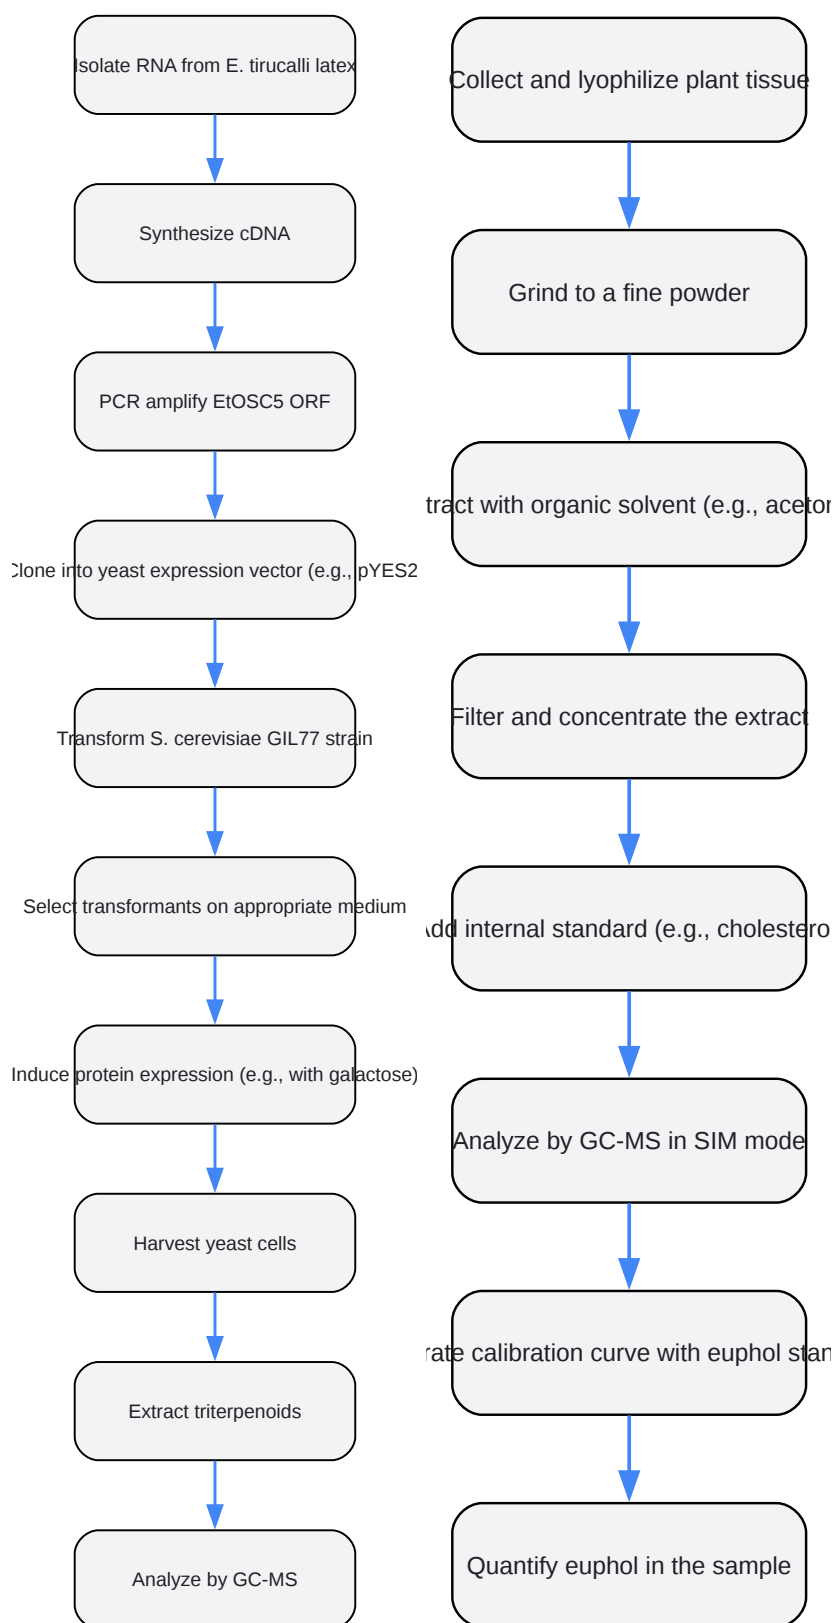 Isolate RNA from E. tirucalli latex
Synthesize cDNA
PCR amplify EtOSC5 ORF
Clone into yeast expression vector (e.g., pYES2
Transform S. cerevisiae GIL77 strain
Select transformants on appropriate medium
Induce protein expression (e.g., with galactose)
Harvest yeast cells
Extract triterpenoids
Analyze by GC-MS
Collect and lyophilize plant tissue
Grind to a fine powder
tract with organic solvent (e.g., aceton
Filter and concentrate the extract
Add internal standard (e.g., cholestero
Analyze by GC-MS in SIM mode
rate calibration curve with euphol stan
Quantify euphol in the sample